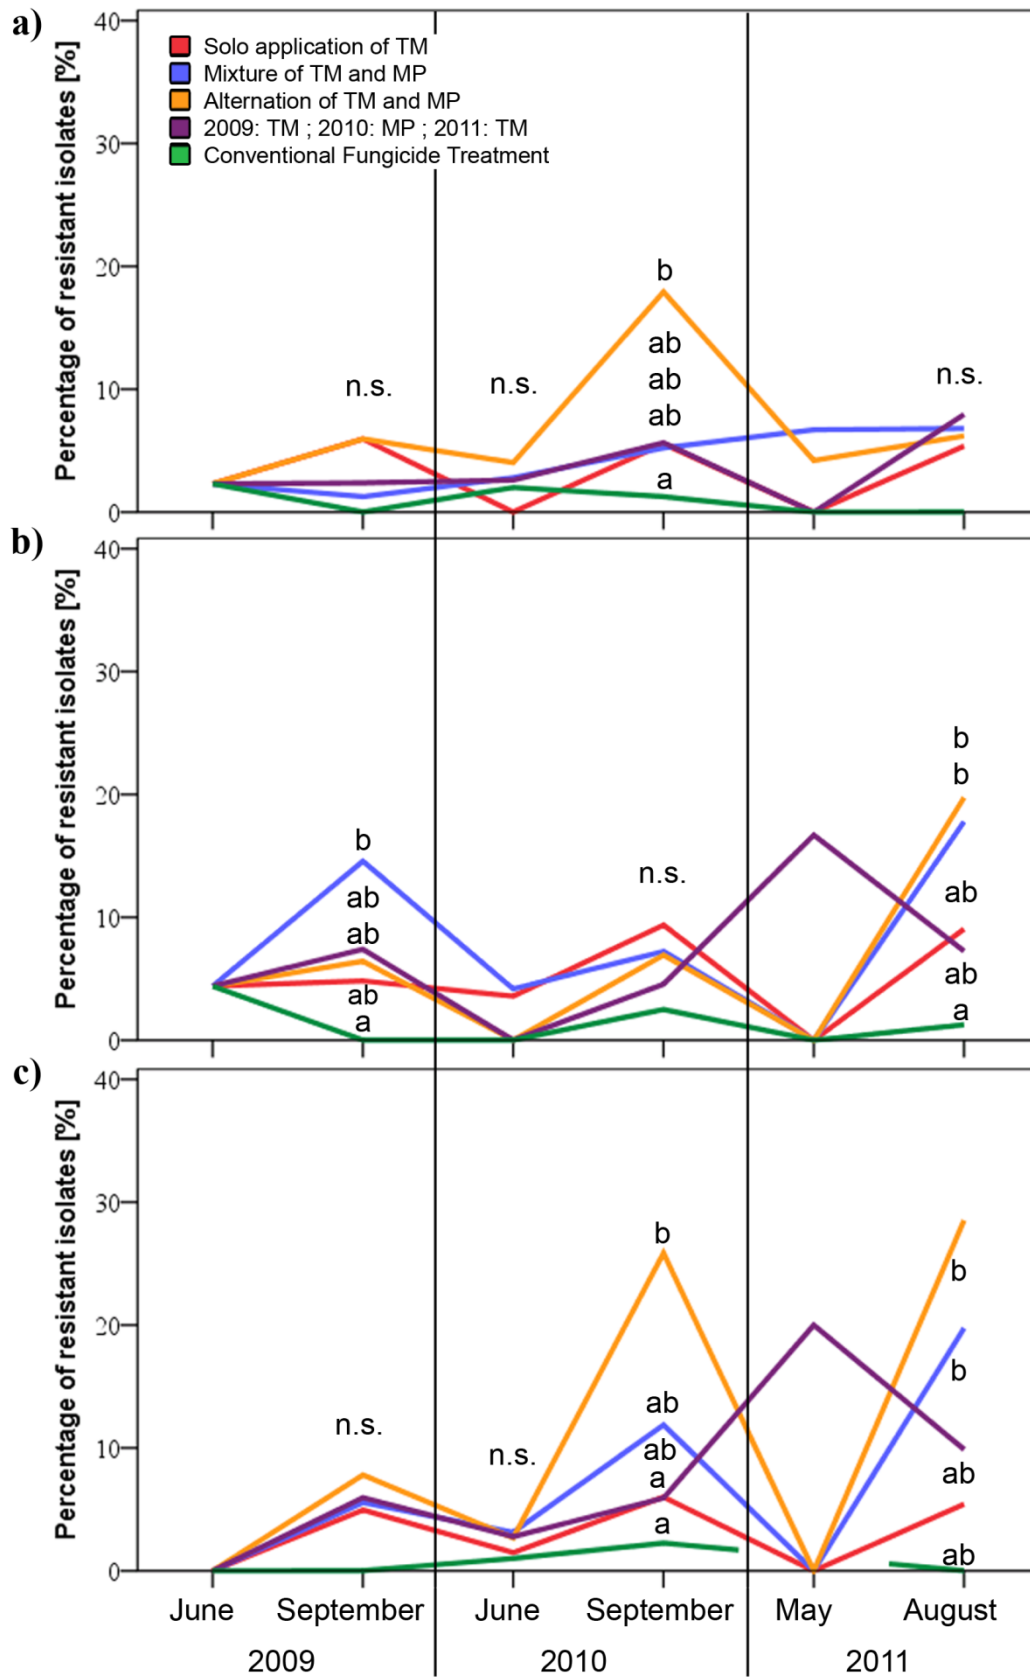 a)
Percentage of resistant isolates [%]
40
30
20
10
0
Solo application of TM
Mixture of TM and MP
Alternation of TM and MP
2009: TM ; 2010: MP ; 2011: TM
Conventional Fungicide Treatment
n.s.
n.s.
b
ab
ab
ab
a
n.s.
b)
Percentage of resistant isolates [%]
40
30
20
10
0
b
ab
ab
ab
a
n.s.
b
b
ab
ab
a
c)
Percentage of resistant isolates [%]
40
30
20
10
0
n.s.
n.s.
b
ab
ab
a
a
b
b
ab
ab
June September June September May August
2009 2010 2011